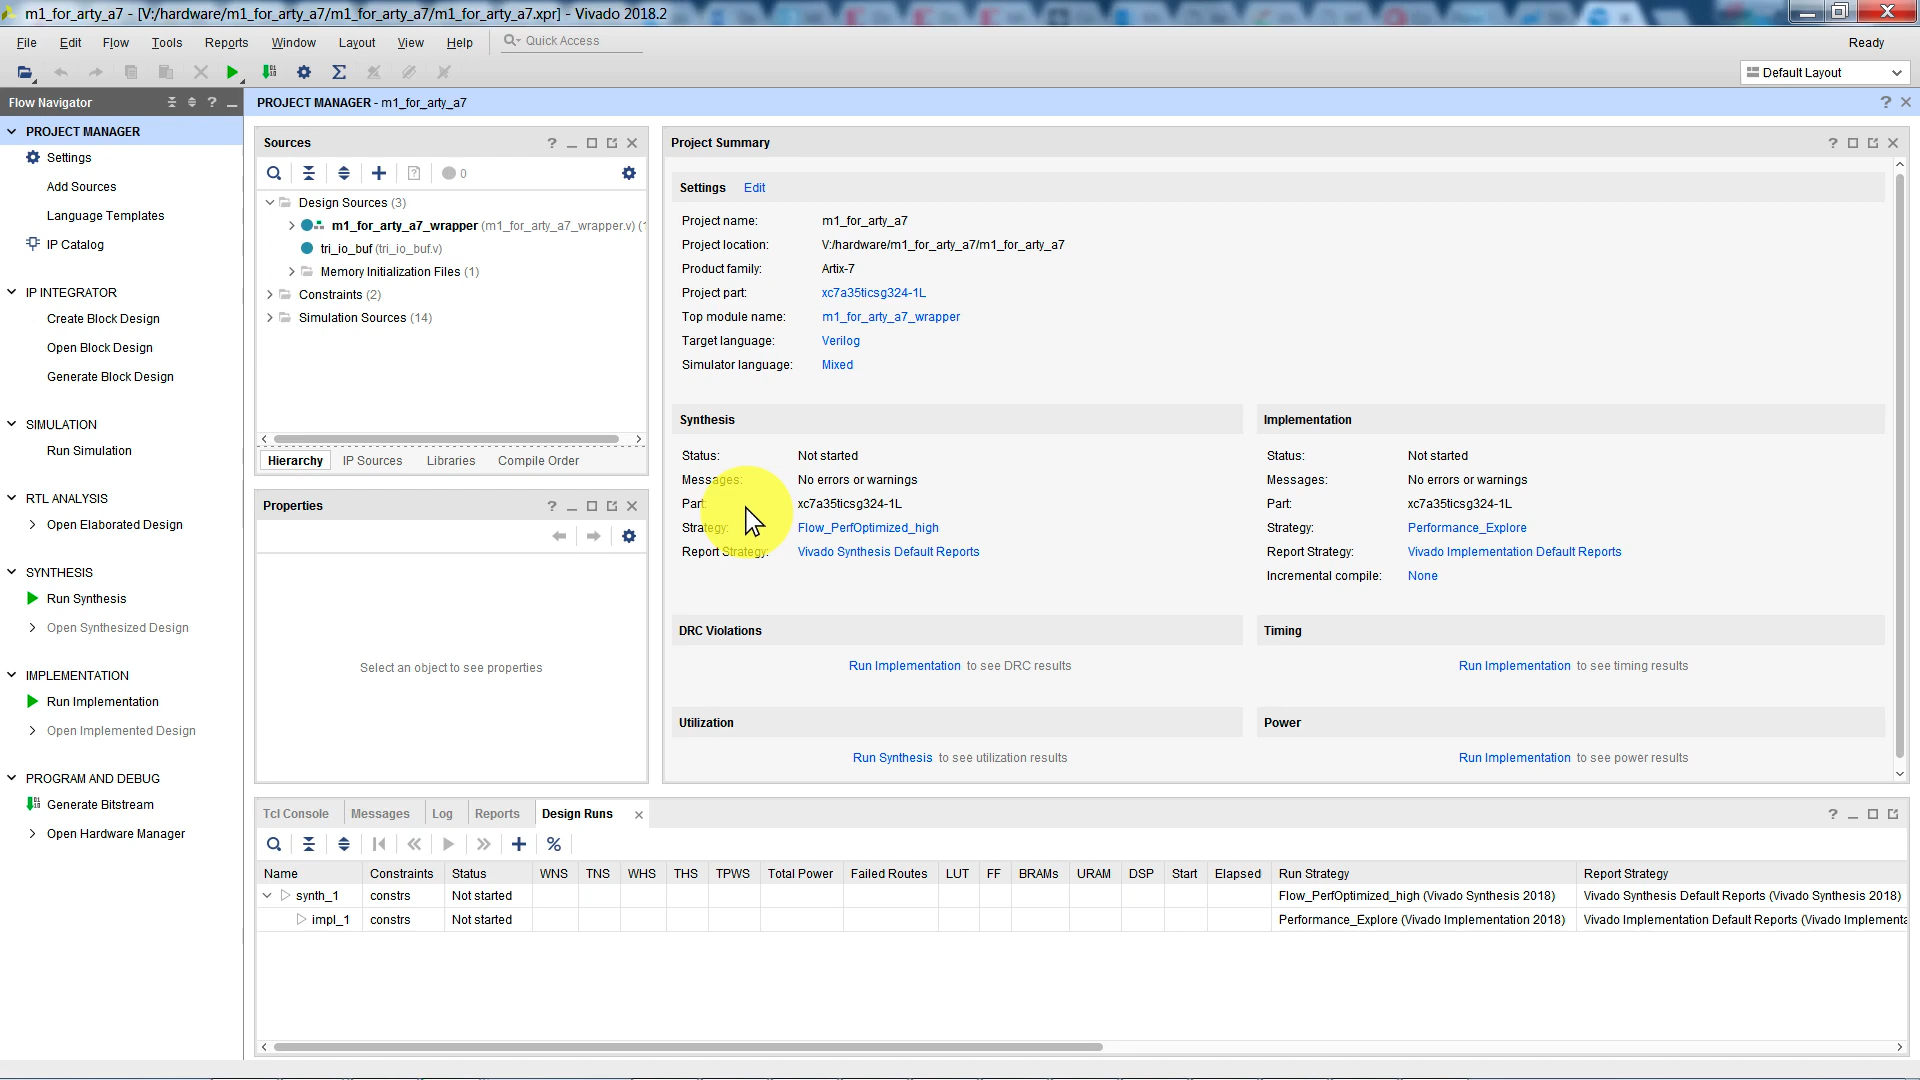 m1_for_arty_a7 - [V:/hardware/m1_for_arty_a7/m1_for_arty_a7/m1_for_arty_a7.xpr] - Vivado 2018.2
File Edit Flow Tools Reports Window Layout View Help Quick Access Ready
Default Layout
Flow Navigator
PROJECT MANAGER - m1_for_arty_a7
PROJECT MANAGER
Settings
Add Sources
Language Templates
IP Catalog
IP INTEGRATOR
Create Block Design
Open Block Design
Generate Block Design
SIMULATION
Run Simulation
RTL ANALYSIS
Open Elaborated Design
SYNTHESIS
Run Synthesis
Open Synthesized Design
IMPLEMENTATION
Run Implementation
Open Implemented Design
PROGRAM AND DEBUG
Generate Bitstream
Open Hardware Manager
Sources
0
Design Sources (3)
m1_for_arty_a7_wrapper (m1_for_arty_a7_wrapper.v) (1
tri_io_buf (tri_io_buf.v)
Memory Initialization Files (1)
Constraints (2)
Simulation Sources (14)
Hierarchy IP Sources Libraries Compile Order
Properties
Select an object to see properties
Project Summary
Settings Edit
Project name: m1_for_arty_a7
Project location: V:/hardware/m1_for_arty_a7/m1_for_arty_a7
Product family: Artix-7
Project part: xc7a35ticsg324-1L
Top module name: m1_for_arty_a7_wrapper
Target language: Verilog
Simulator language: Mixed
Synthesis
Status: Not started
Messages: No errors or warnings
Part: xc7a35ticsg324-1L
Strategy: Flow_PerfOptimized_high
Report Strategy: Vivado Synthesis Default Reports
Implementation
Status: Not started
Messages: No errors or warnings
Part: xc7a35ticsg324-1L
Strategy: Performance_Explore
Report Strategy: Vivado Implementation Default Reports
Incremental compile: None
DRC Violations
Run Implementation to see DRC results
Timing
Run Implementation to see timing results
Utilization
Run Synthesis to see utilization results
Power
Run Implementation to see power results
Tcl Console Messages Log Reports Design Runs
Name Constraints Status WNS TNS WHS THS TPWS Total Power Failed Routes LUT FF BRAMs URAM DSP Start Elapsed Run Strategy Report Strategy
synth_1 constrs Not started Flow_PerfOptimized_high (Vivado Synthesis 2018) Vivado Synthesis Default Reports (Vivado Synthesis 2018)
impl_1 constrs Not started Performance_Explore (Vivado Implementation 2018) Vivado Implementation Default Reports (Vivado Implementa